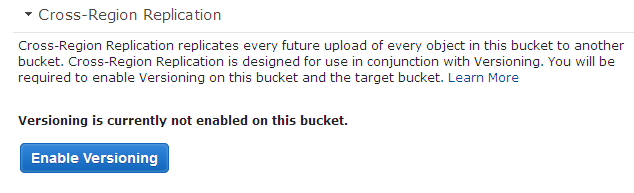 Cross-Region Replication
Cross-Region Replication replicates every future upload of every object in this bucket to another
bucket. Cross-Region Replication is designed for use in conjunction with Versioning. You will be
required to enable Versioning on this bucket and the target bucket. Learn More
Versioning is currently not enabled on this bucket.
Enable Versioning